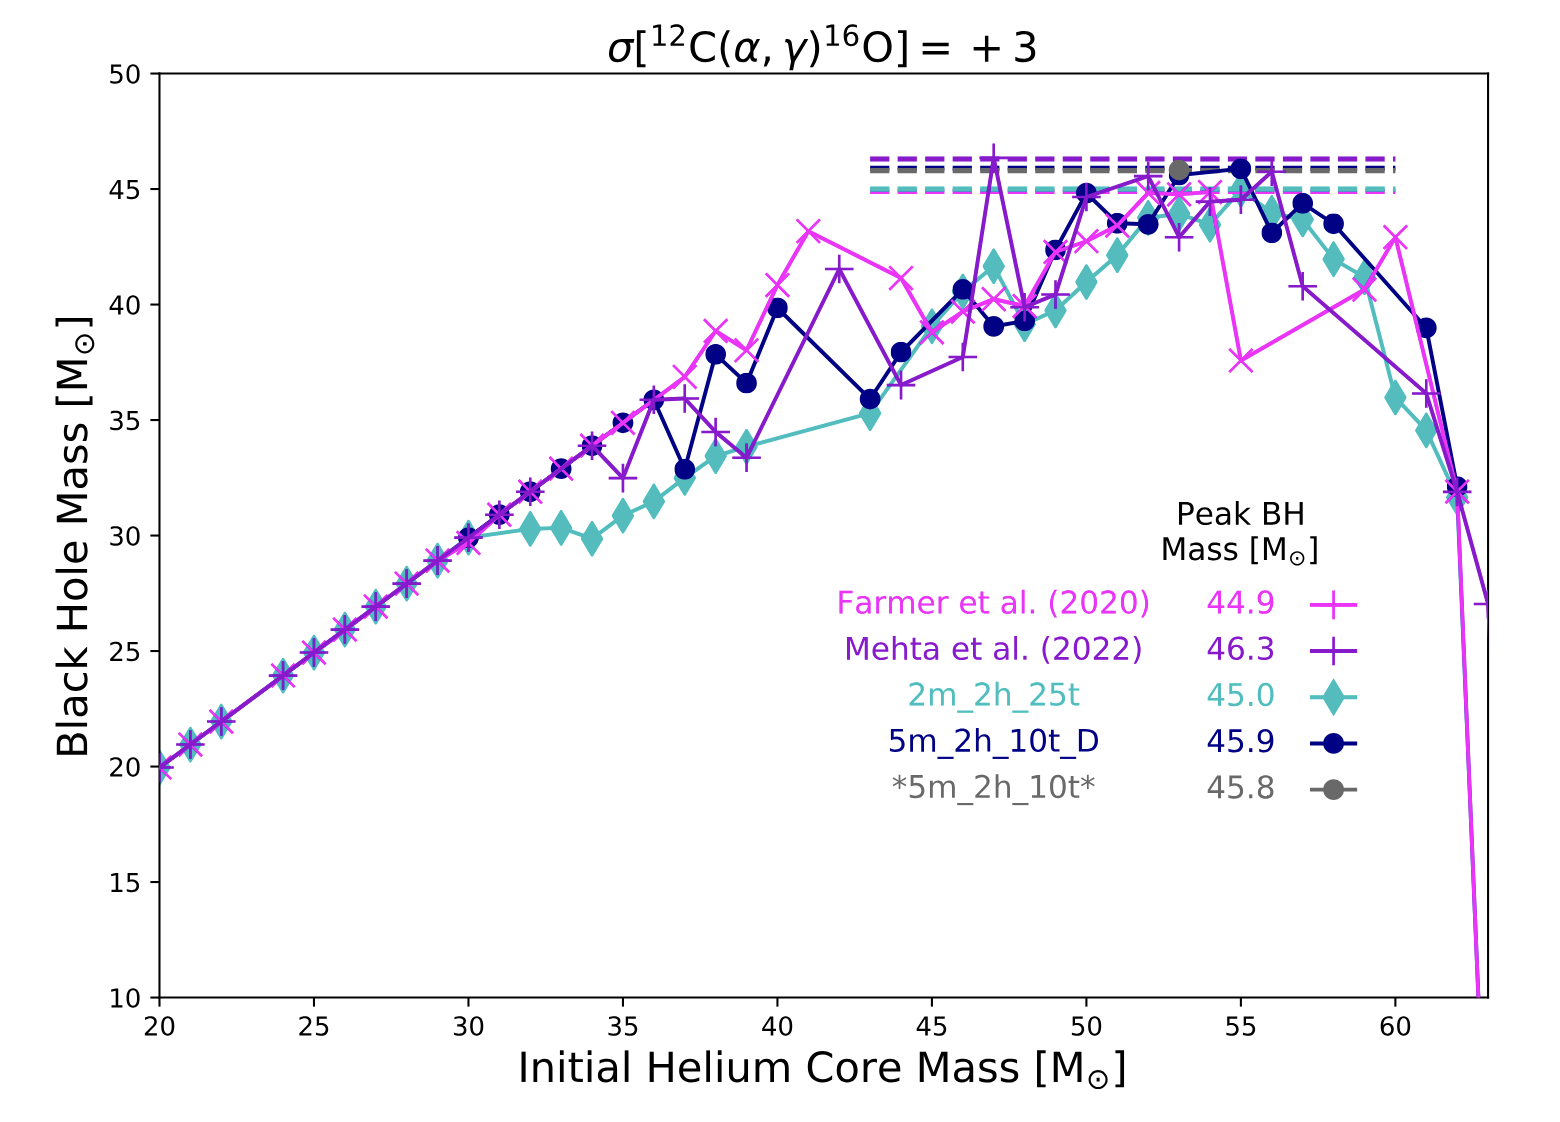 σ[¹²C(α, γ)¹⁶O] = +3
50
45
40
35
30
25
20
15
10
Black Hole Mass [M☉]
Peak BH
Mass [M☉]
Farmer et al. (2020) 44.9
Mehta et al. (2022) 46.3
2m_2h_25t 45.0
5m_2h_10t_D 45.9
*5m_2h_10t* 45.8
20 25 30 35 40 45 50 55 60
Initial Helium Core Mass [M☉]